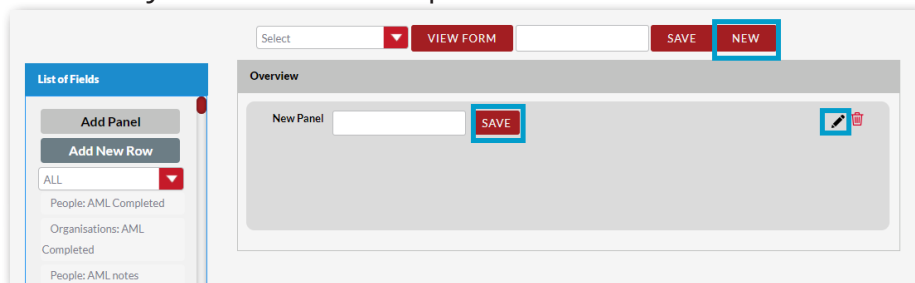 Select
VIEW FORM
SAVE
NEW
List of Fields
Add Panel
Add New Row
ALL
People: AML Completed
Organisations: AML
Completed
People: AML notes
Overview
New Panel
SAVE